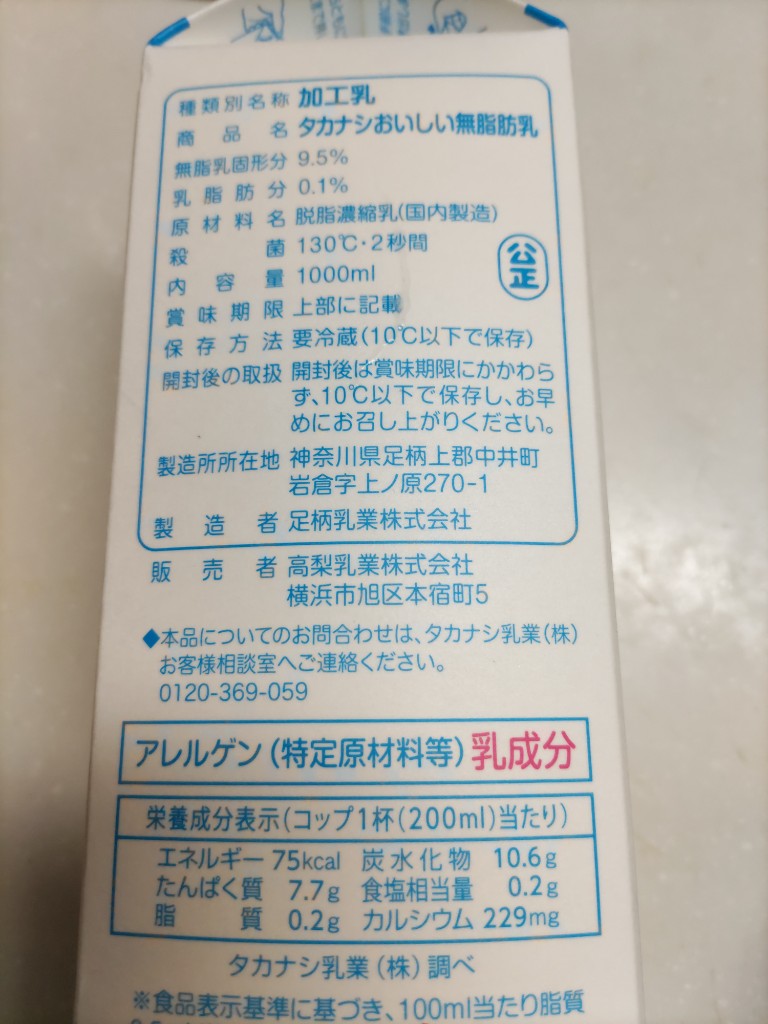 種類別名称 加工乳
商品名 タカナシおいしい無脂肪乳
無脂乳固形分 9.5%
乳脂肪分 0.1%
原材料名 脱脂濃縮乳(国内製造)
殺菌 130℃・2秒間
公正
内容量 1000ml
賞味期限 上部に記載
保存方法 要冷蔵(10℃以下で保存)
開封後の取扱 開封後は賞味期限にかかわら
ず、10℃以下で保存し、お早
めにお召し上がりください。
製造所所在地 神奈川県足柄上郡中井町
岩倉字上ノ原270-1
製造者 足柄乳業株式会社
販売者 高梨乳業株式会社
横浜市旭区本宿町5
◆本品についてのお問合わせは、タカナシ乳業(株)
お客様相談室へご連絡ください。
0120-369-059
アレルゲン(特定原材料等)乳成分
栄養成分表示(コップ1杯(200ml)当たり)
エネルギー 75kcal 炭水化物 10.6g
たんぱく質 7.7g 食塩相当量 0.2g
脂質 0.2g カルシウム 229mg
タカナシ乳業(株)調べ
※食品表示基準に基づき、100ml当たり脂質